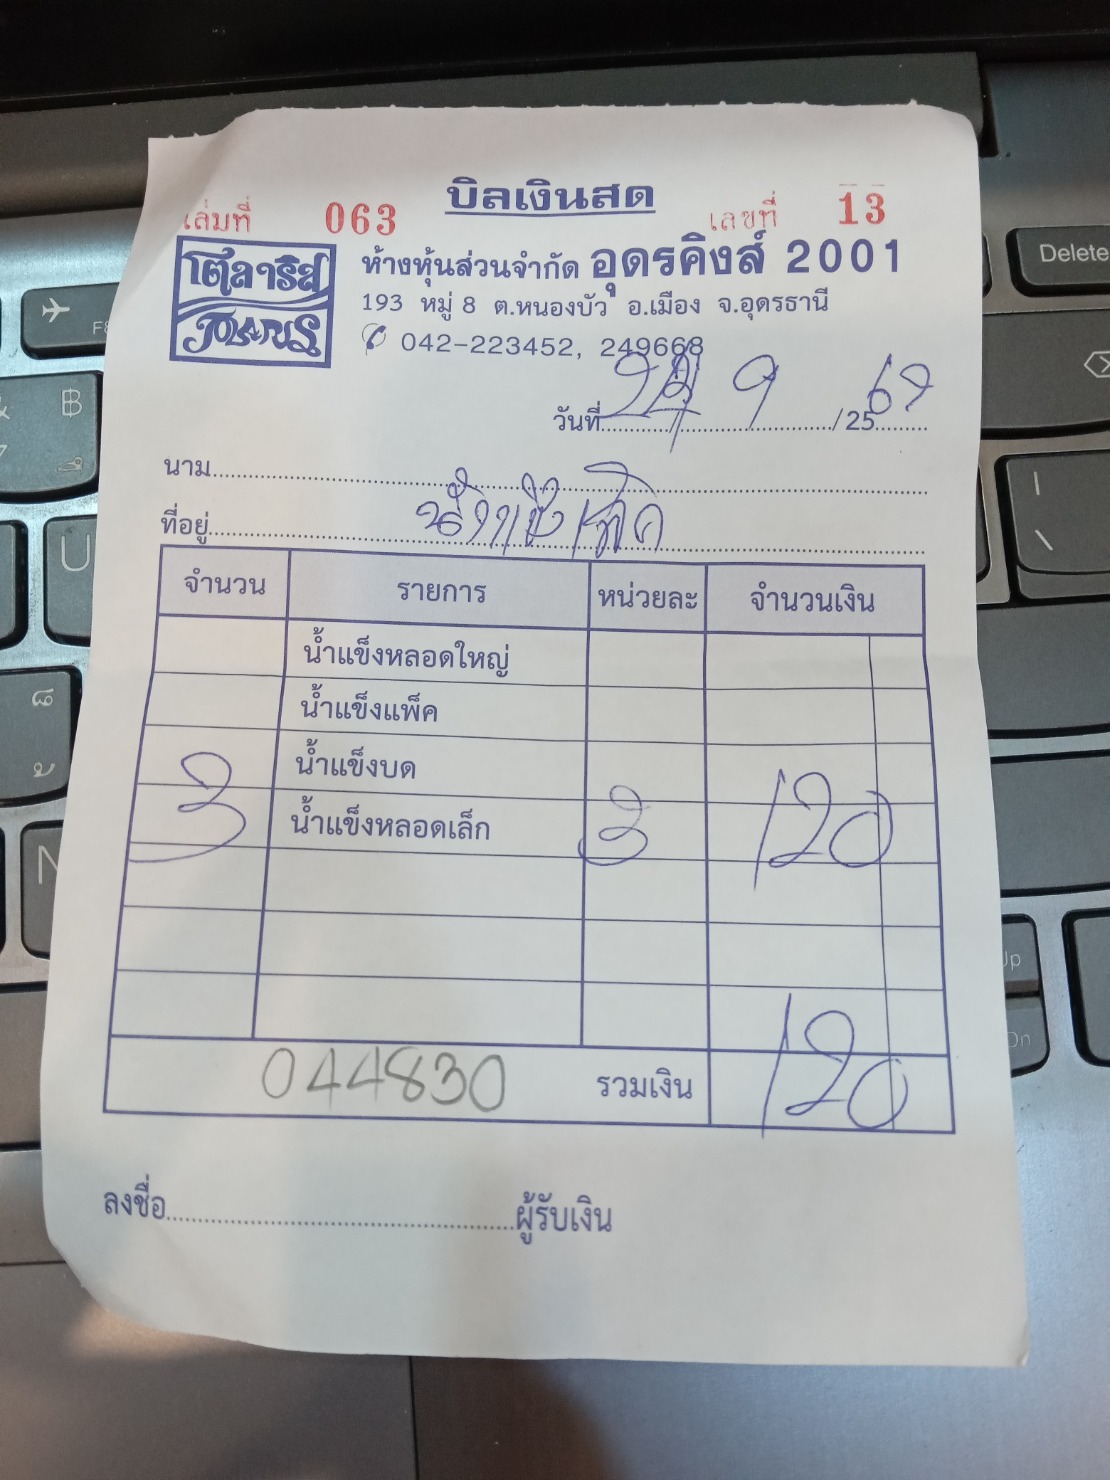 บิลเงินสด
เล่มที่ 063 เลขที่ 13
โตลาริส
POLARIS
ห้างหุ้นส่วนจำกัด อุดรคิงส์ 2001
193 หมู่ 8 ต.หนองบัว อ.เมือง จ.อุดรธานี
042-223452, 249668
วันที่ 9 /2567
นาม
ที่อยู่
จำนวน รายการ หน่วยละ จำนวนเงิน
น้ำแข็งหลอดใหญ่
น้ำแข็งแพ็ค
น้ำแข็งบด
3 น้ำแข็งหลอดเล็ก 3 120
044830 รวมเงิน 120
ลงชื่อ ผู้รับเงิน
Delete
F8
&
7
฿
U
N
|
\
Up